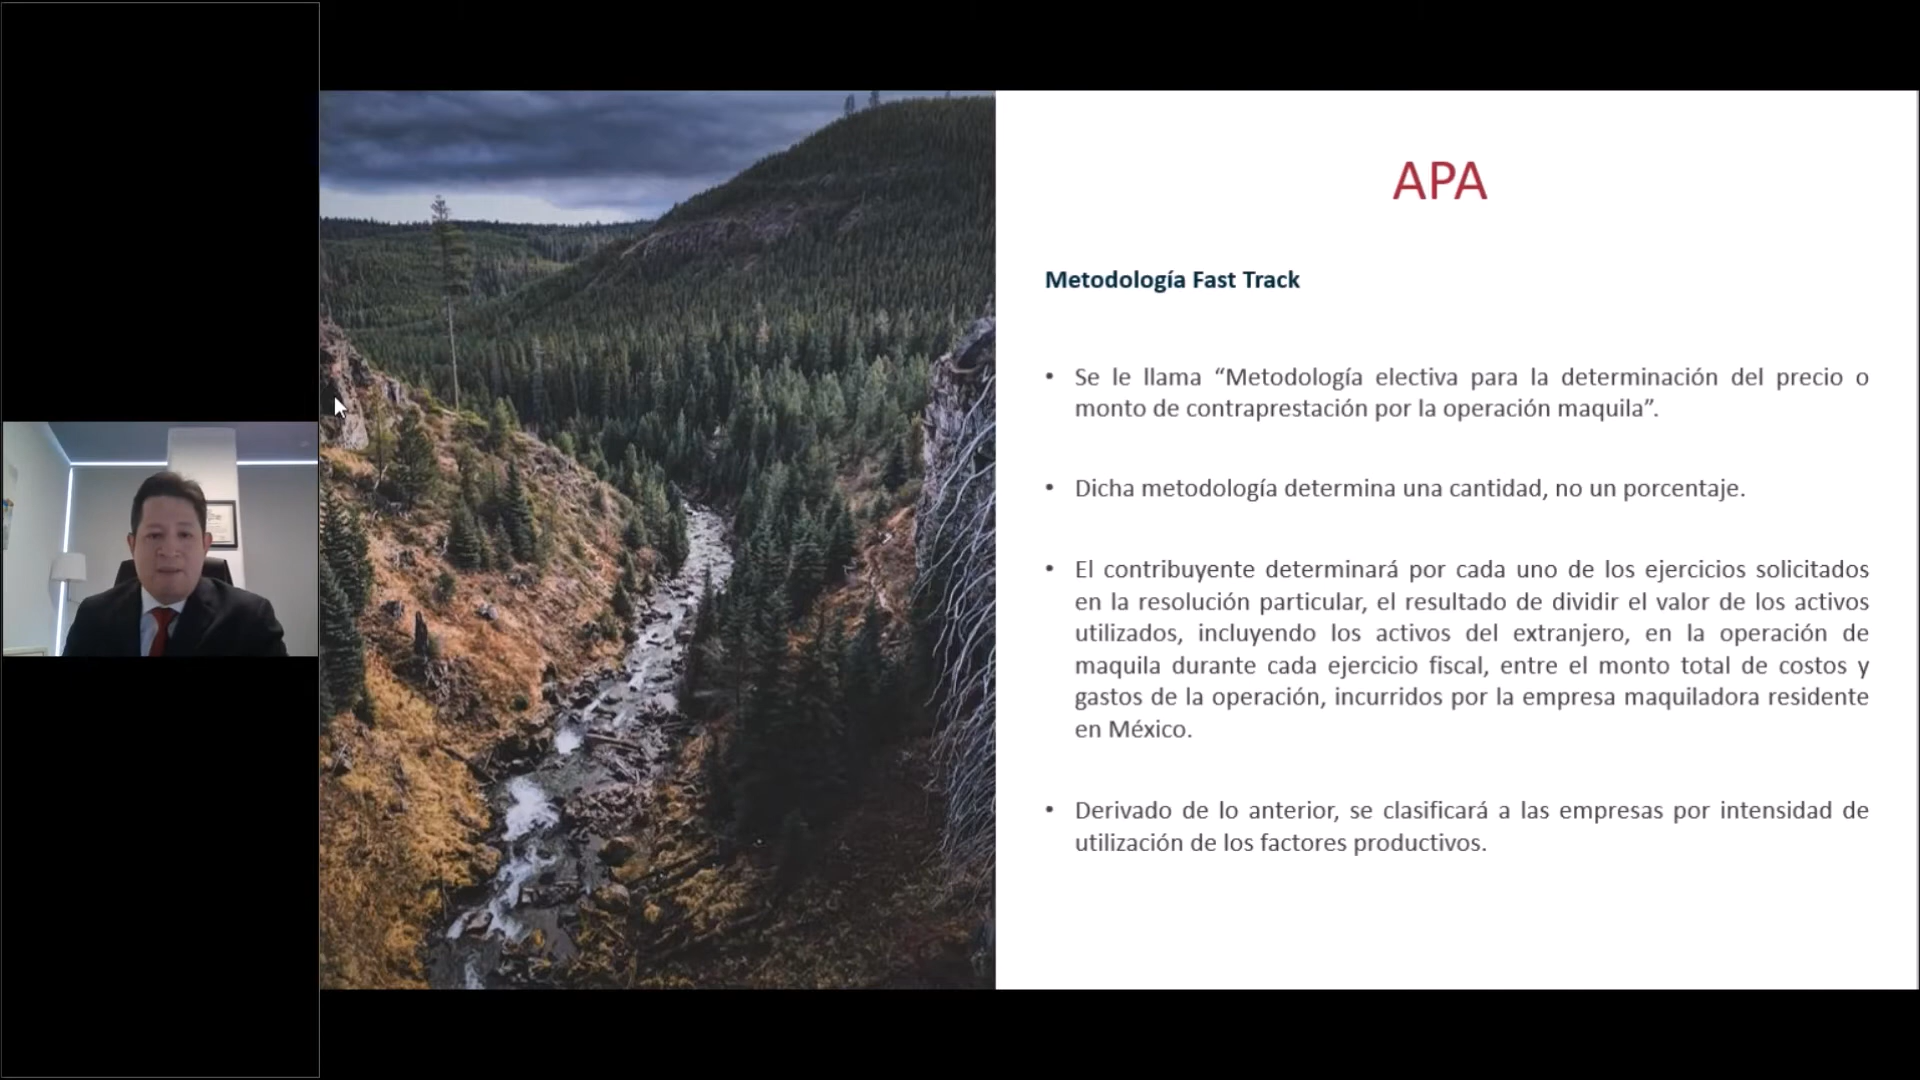 APA
Metodología Fast Track
• Se le llama “Metodología electiva para la determinación del precio o
monto de contraprestación por la operación maquila”.
• Dicha metodología determina una cantidad, no un porcentaje.
• El contribuyente determinará por cada uno de los ejercicios solicitados
en la resolución particular, el resultado de dividir el valor de los activos
utilizados, incluyendo los activos del extranjero, en la operación de
maquila durante cada ejercicio fiscal, entre el monto total de costos y
gastos de la operación, incurridos por la empresa maquiladora residente
en México.
• Derivado de lo anterior, se clasificará a las empresas por intensidad de
utilización de los factores productivos.